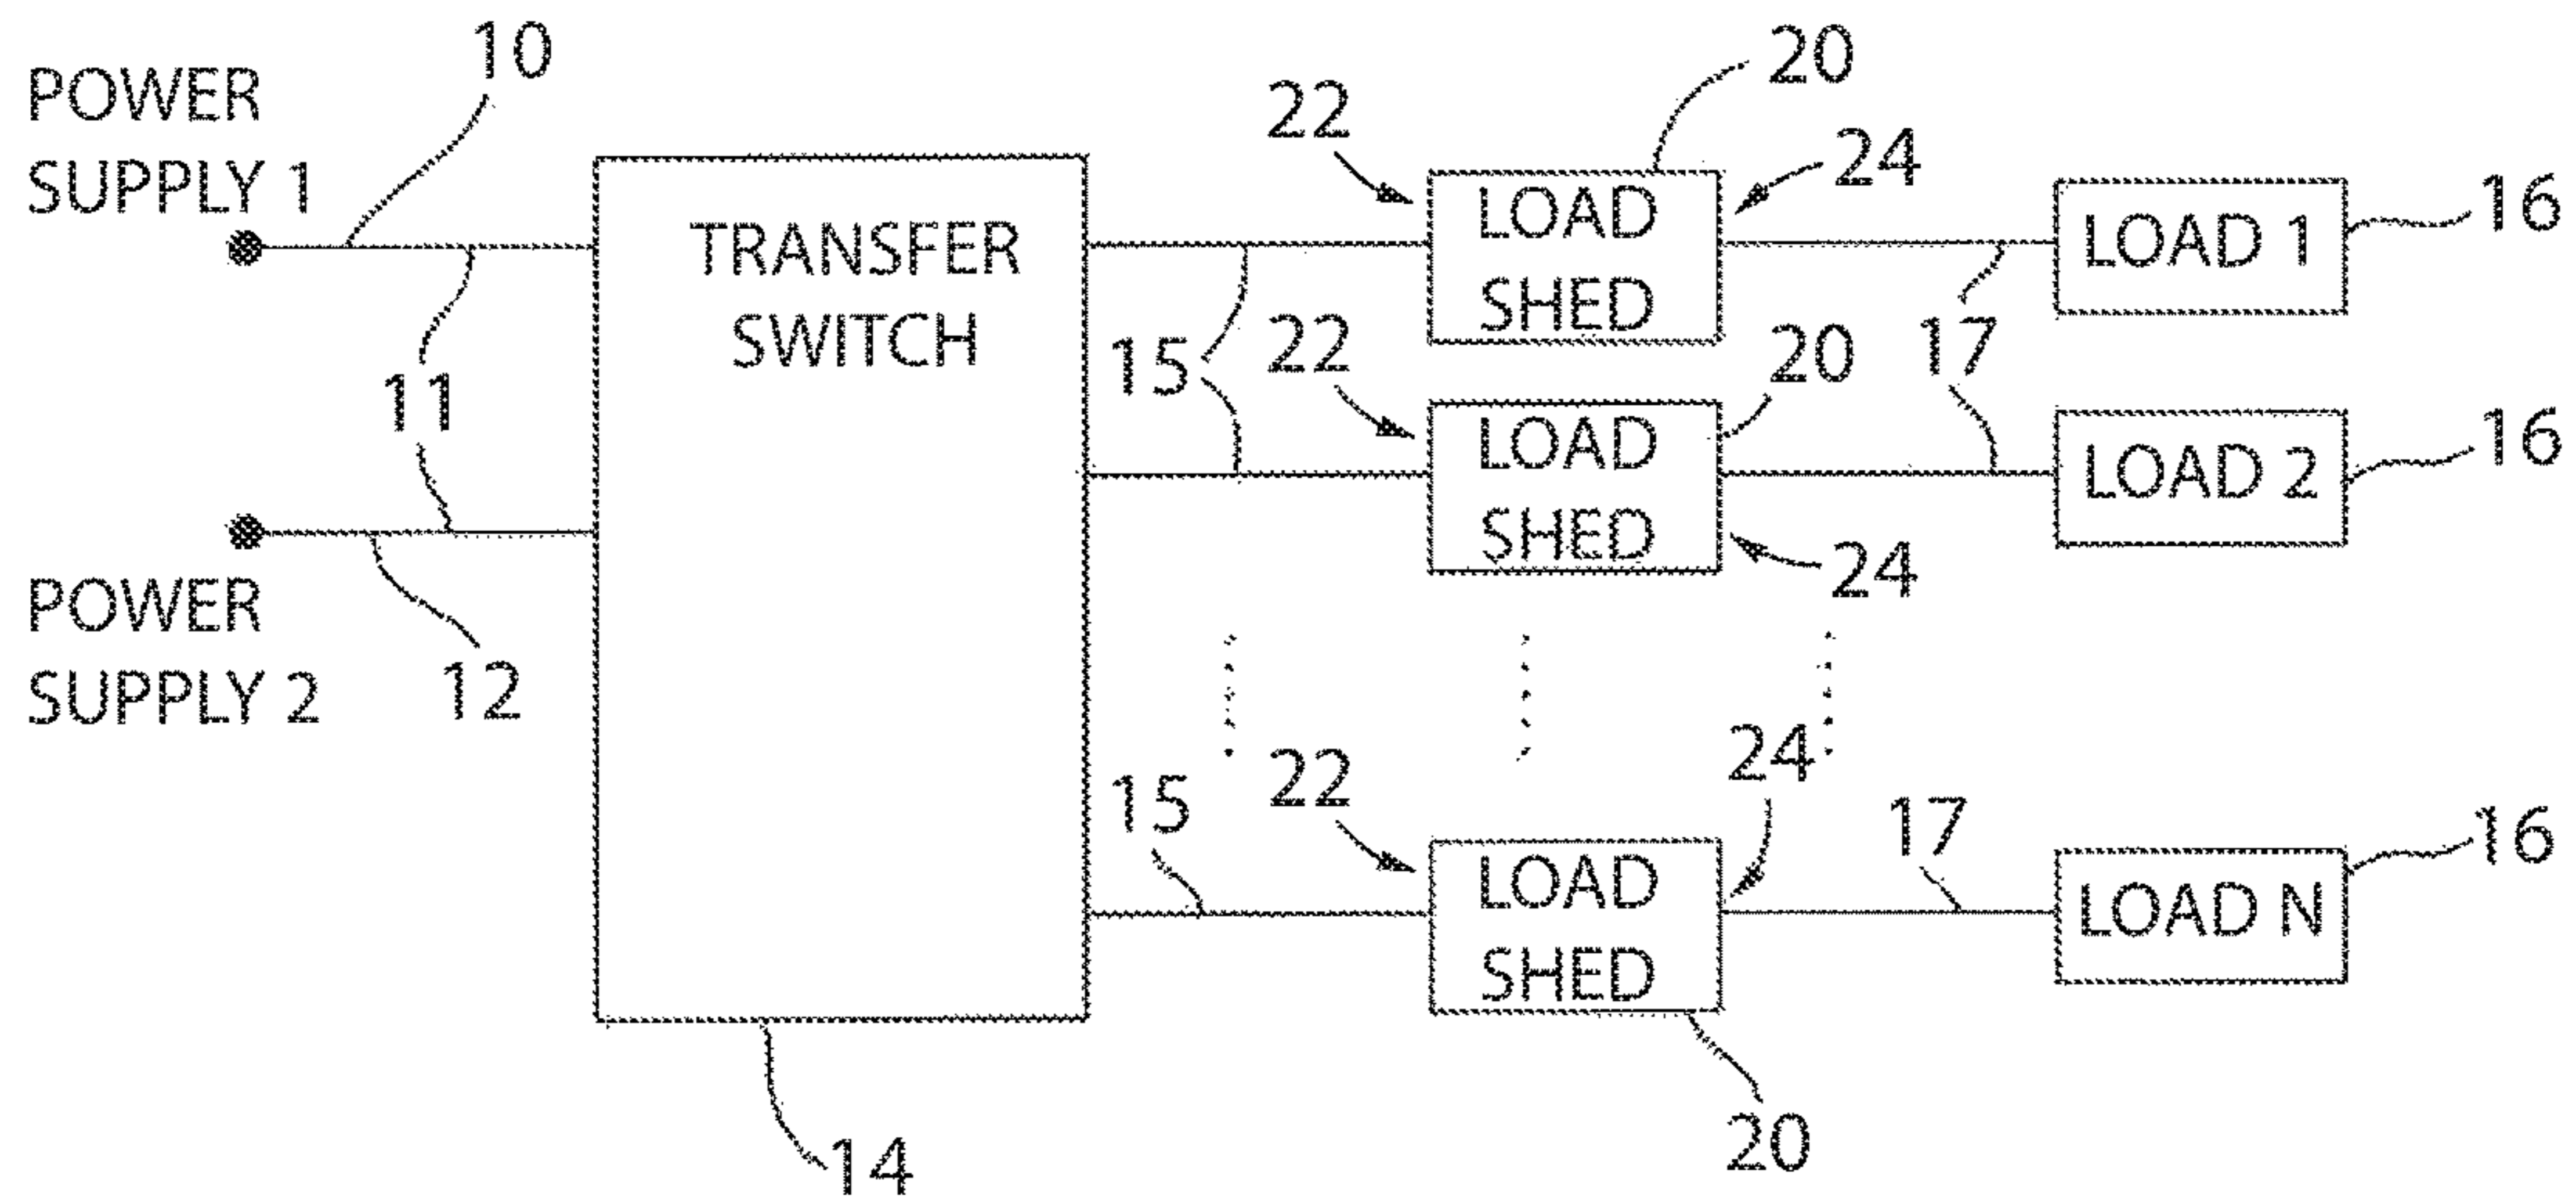 10
POWER
SUPPLY 1
11
POWER
SUPPLY 2
12
TRANSFER
SWITCH
14
15
22
20
24
LOAD
SHED
17
LOAD 1
16
22
20
LOAD
SHED
24
LOAD 2
16
15
22
24
LOAD
SHED
20
17
LOAD N
16